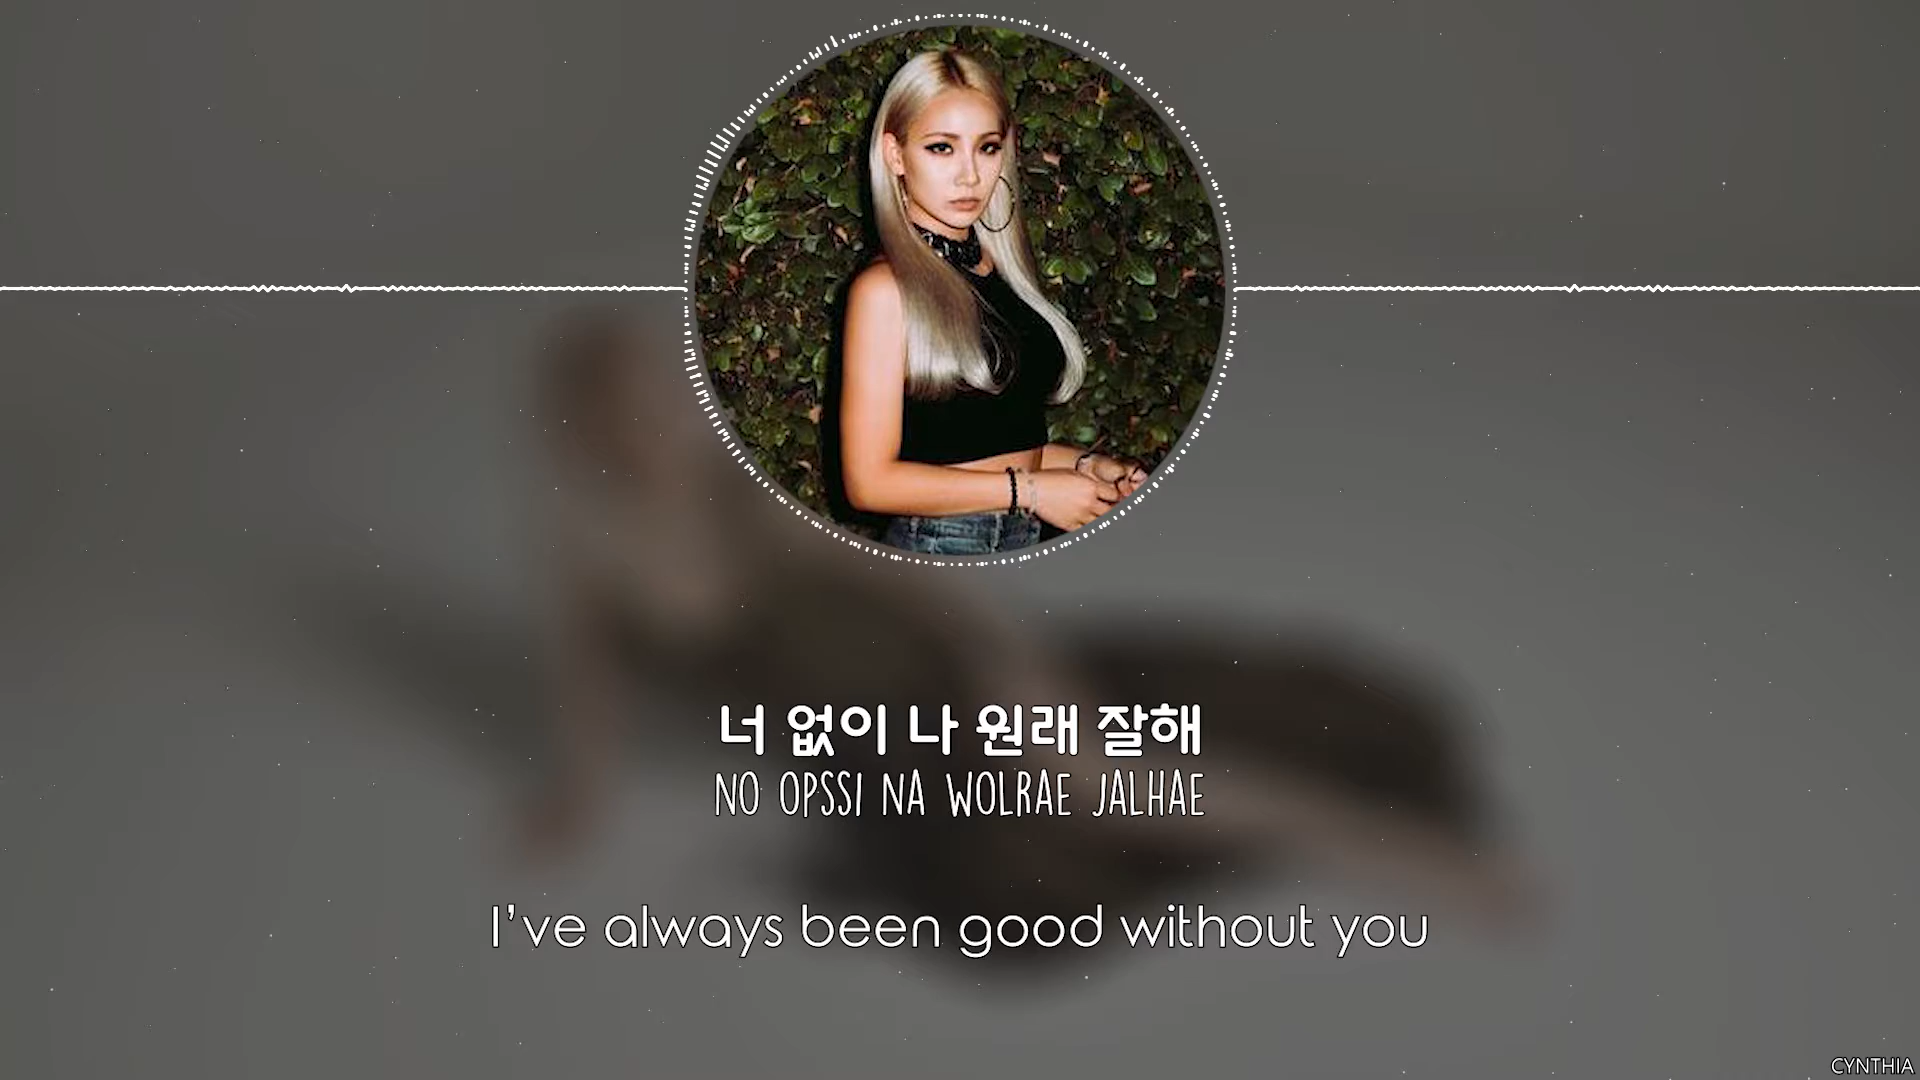 너 없이 나 원래 잘해
NO OPSSI NA WOLRAE JALHAE
I've always been good without you
CYNTHIA